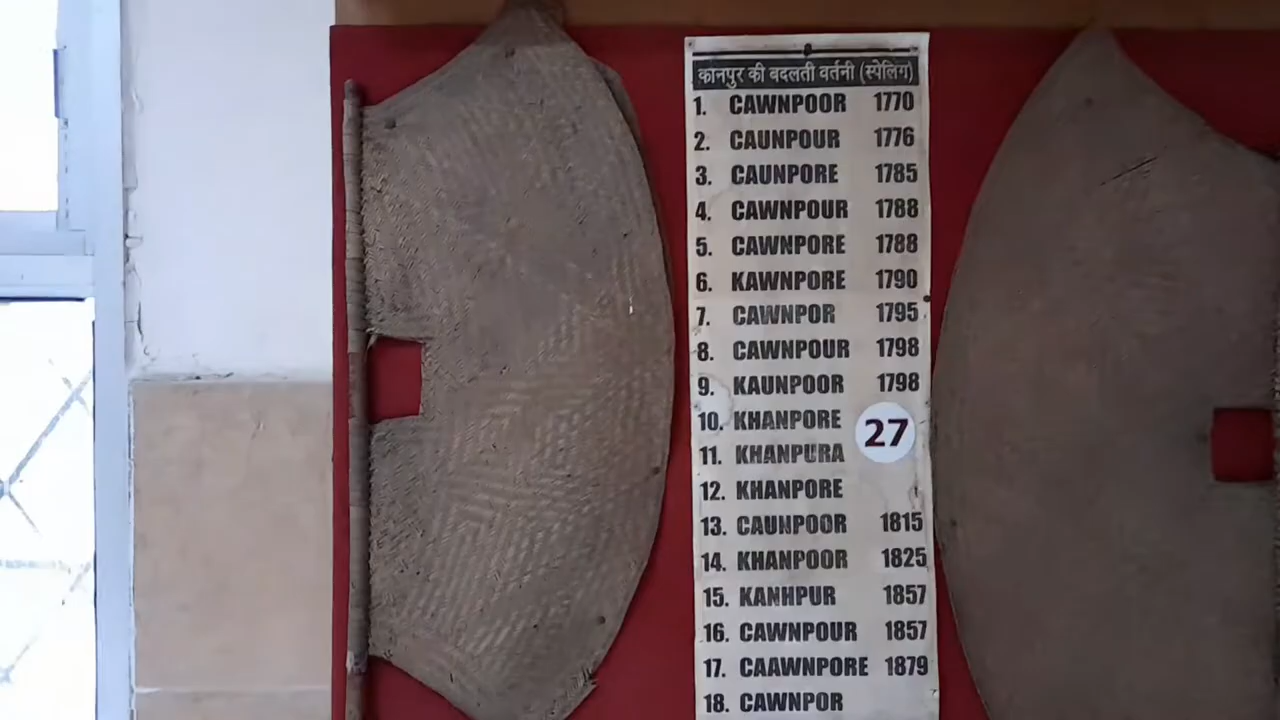 कानपुर की बदलती वर्तनी (स्पेलिंग)
1. CAWNPOOR 1770
2. CAUNPOUR 1776
3. CAUNPORE 1785
4. CAWNPOUR 1788
5. CAWNPORE 1788
6. KAWNPORE 1790
7. CAWNPOR 1795
8. CAWNPOUR 1798
9. KAUNPOOR 1798
10. KHANPORE
27
11. KHANPURA
12. KHANPORE
13. CAUNPOOR 1815
14. KHANPOOR 1825
15. KANHPUR 1857
16. CAWNPOUR 1857
17. CAAWNPORE 1879
18. CAWNPOR